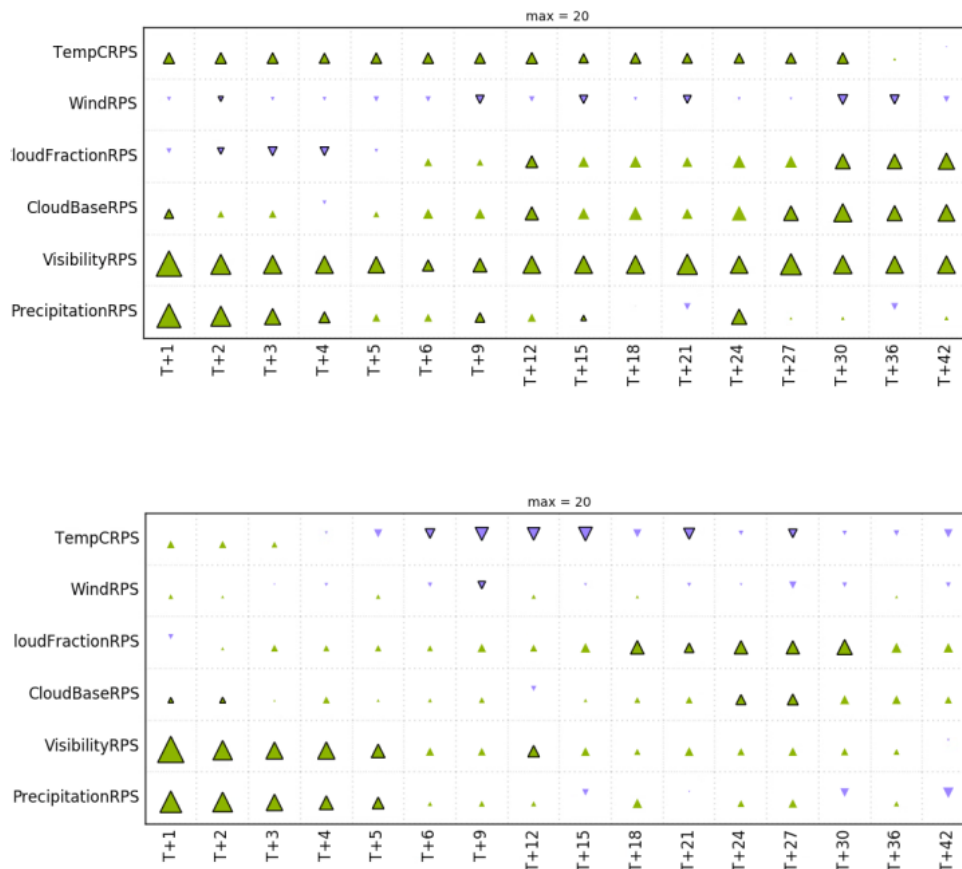 max = 20
TempCRPS
WindRPS
loudFractionRPS
CloudBaseRPS
VisibilityRPS
PrecipitationRPS
T+1 T+2 T+3 T+4 T+5 T+6 T+9 T+12 T+15 T+18 T+21 T+24 T+27 T+30 T+36 T+42
max = 20
TempCRPS
WindRPS
loudFractionRPS
CloudBaseRPS
VisibilityRPS
PrecipitationRPS
T+1 T+2 T+3 T+4 T+5 T+6 T+9 T+12 T+15 T+18 T+21 T+24 T+27 T+30 T+36 T+42